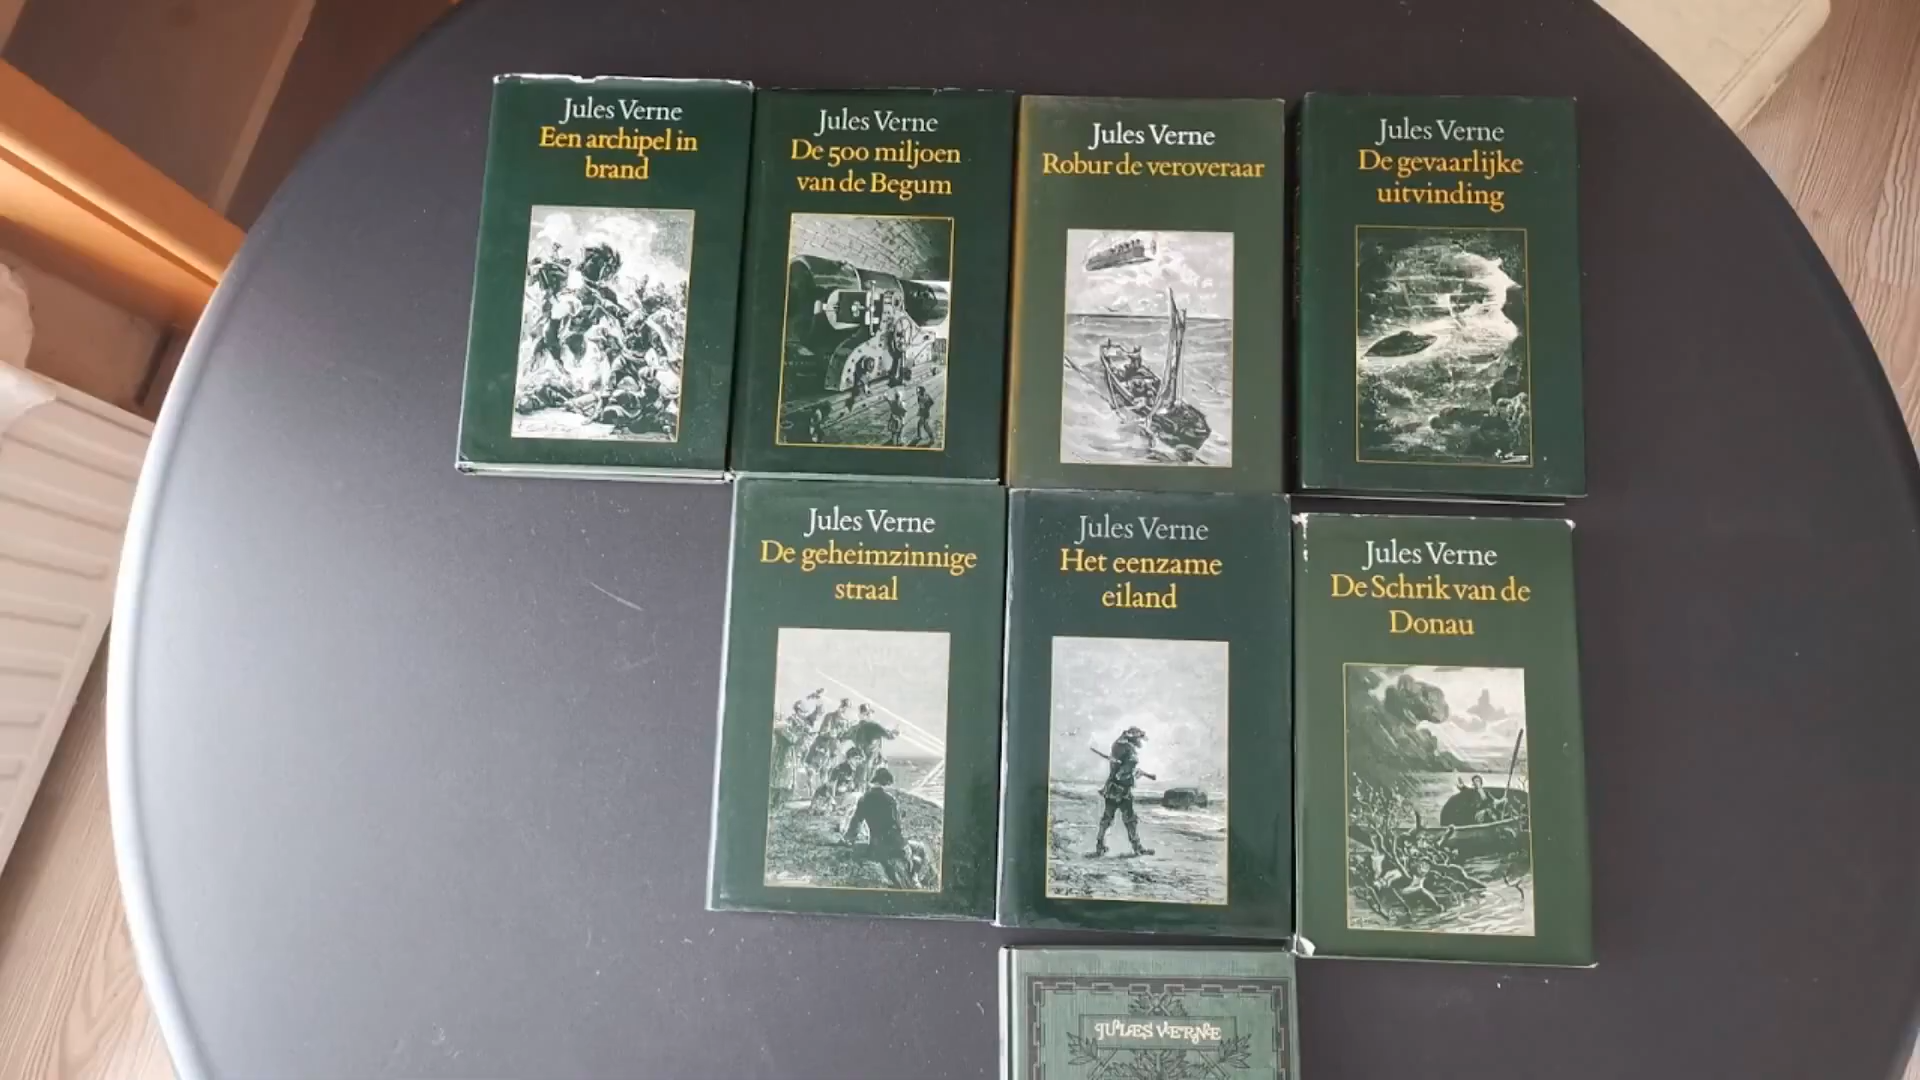 Jules Verne
Een archipel in
brand
Jules Verne
De 500 miljoen
van de Begum
Jules Verne
Robur de veroveraar
Jules Verne
De gevaarlijke
uitvinding
Jules Verne
De geheimzinnige
straal
Jules Verne
Het eenzame
eiland
Jules Verne
De Schrik van de
Donau
JULES VERNE